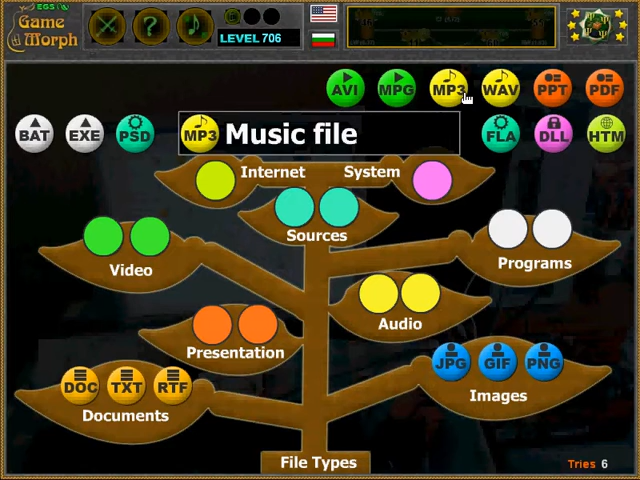 EGS
Game
Morph
LEVEL 706
AVI MPG MP3 WAV PPT PDF
BAT EXE PSD MP3 Music file FLA DLL HTM
Internet System
Sources
Video
Programs
Audio
Presentation
DOC TXT RTF
Documents
JPG GIF PNG
Images
File Types
Tries 6